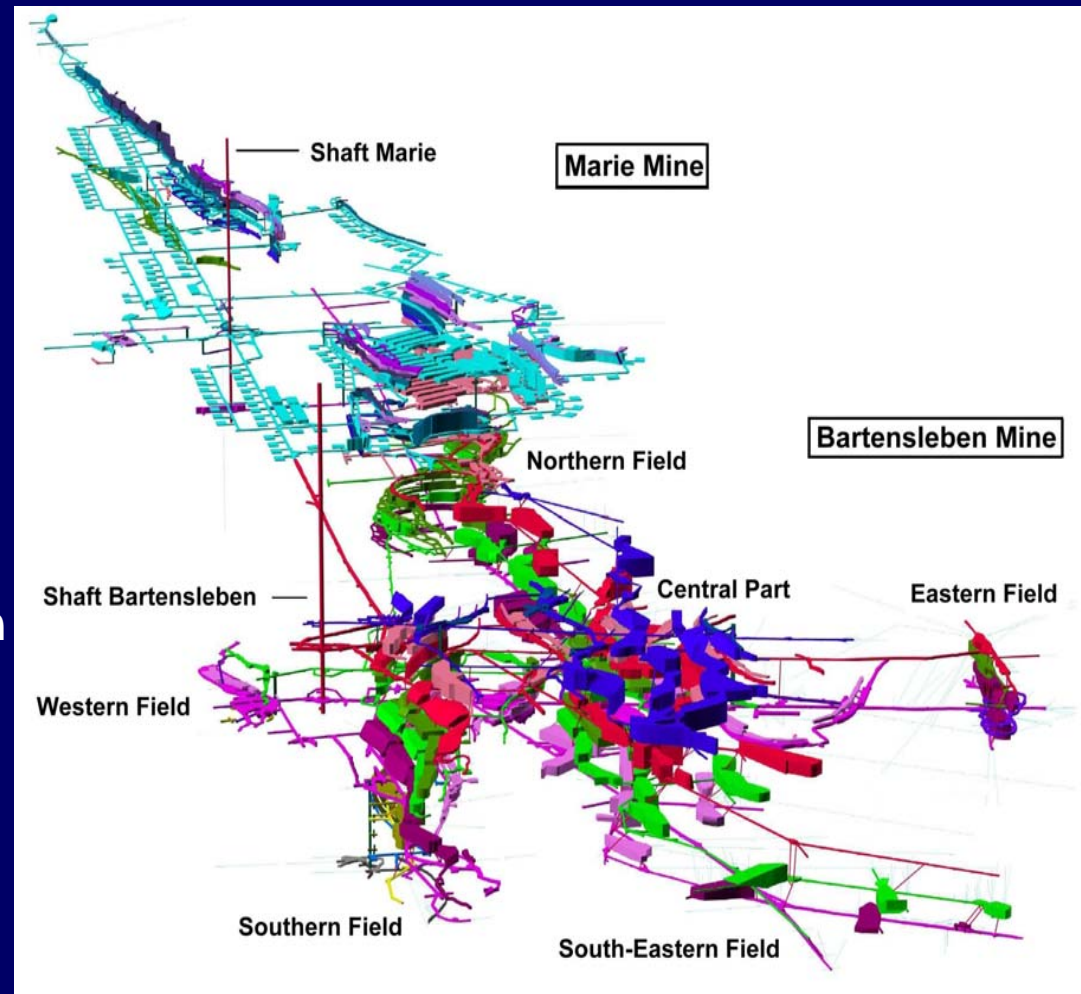 Shaft Marie
Marie Mine
Bartensleben Mine
Northern Field
Shaft Bartensleben
Central Part
Eastern Field
Western Field
Southern Field
South-Eastern Field